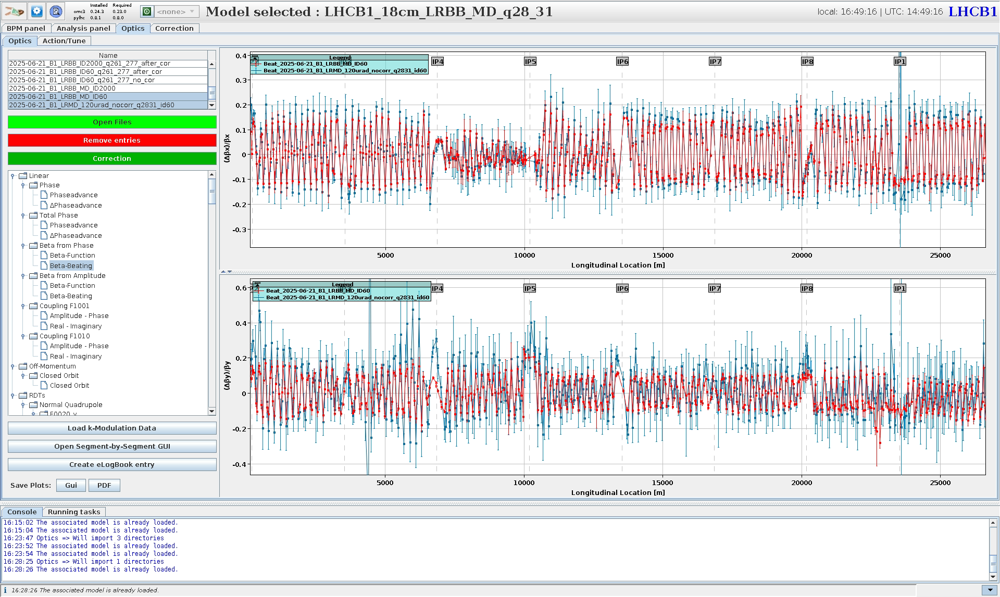 Installed Required
omc3 0.24.3 0.23.0
pylhc 0.8.1 0.8.0
<none>
Model selected : LHCB1_18cm_LRBB_MD_q28_31
local: 16:49:16 | UTC: 14:49:16 LHCB1
BPM panel Analysis panel Optics Correction
Optics Action/Tune
Name
2025-06-21_B1_LRBB_ID2000_q261_277_after_cor
2025-06-21_B1_LRBB_ID60_q261_277_after_cor
2025-06-21_B1_LRBB_ID60_q261_277_no_cor
2025-06-21_B1_LRBB_MD_ID2000
2025-06-21_B1_LRBB_MD_ID60
2025-06-21_B1_LRMD_120urad_nocorr_q2831_id60
Open Files
Remove entries
Correction
Linear
Phase
Phaseadvance
ΔPhaseadvance
Total Phase
Phaseadvance
ΔPhaseadvance
Beta from Phase
Beta-Function
Beta-Beating
Beta from Amplitude
Beta-Function
Beta-Beating
Coupling F1001
Amplitude - Phase
Real - Imaginary
Coupling F1010
Amplitude - Phase
Real - Imaginary
Off-Momentum
Closed Orbit
Closed Orbit
RDTs
Normal Quadrupole
Load k-Modulation Data
Open Segment-by-Segment GUI
Create eLogBook entry
Save Plots: Gui PDF
Legend
Beat_2025-06-21_B1_LRBB_MD_ID60
Beat_2025-06-21_B1_LRMD_120urad_nocorr_q2831_id60
IP4 IP5 IP6 IP7 IP8 IP1
0.4
0.3
0.2
0.1
0
-0.1
-0.2
-0.3
(Δβx)/βx
5000 10000 15000 20000 25000
Longitudinal Location [m]
Legend
Beat_2025-06-21_B1_LRBB_MD_ID60
Beat_2025-06-21_B1_LRMD_120urad_nocorr_q2831_id60
IP4 IP5 IP6 IP7 IP8 IP1
0.6
0.4
0.2
0
-0.2
-0.4
(Δβy)/βy
5000 10000 15000 20000 25000
Longitudinal Location [m]
Console Running tasks
16:15:02 The associated model is already loaded.
16:15:04 The associated model is already loaded.
16:23:47 Optics => Will import 3 directories
16:23:52 The associated model is already loaded.
16:23:54 The associated model is already loaded.
16:28:25 Optics => Will import 1 directories
16:28:26 The associated model is already loaded.
i 16:28:26 The associated model is already loaded.